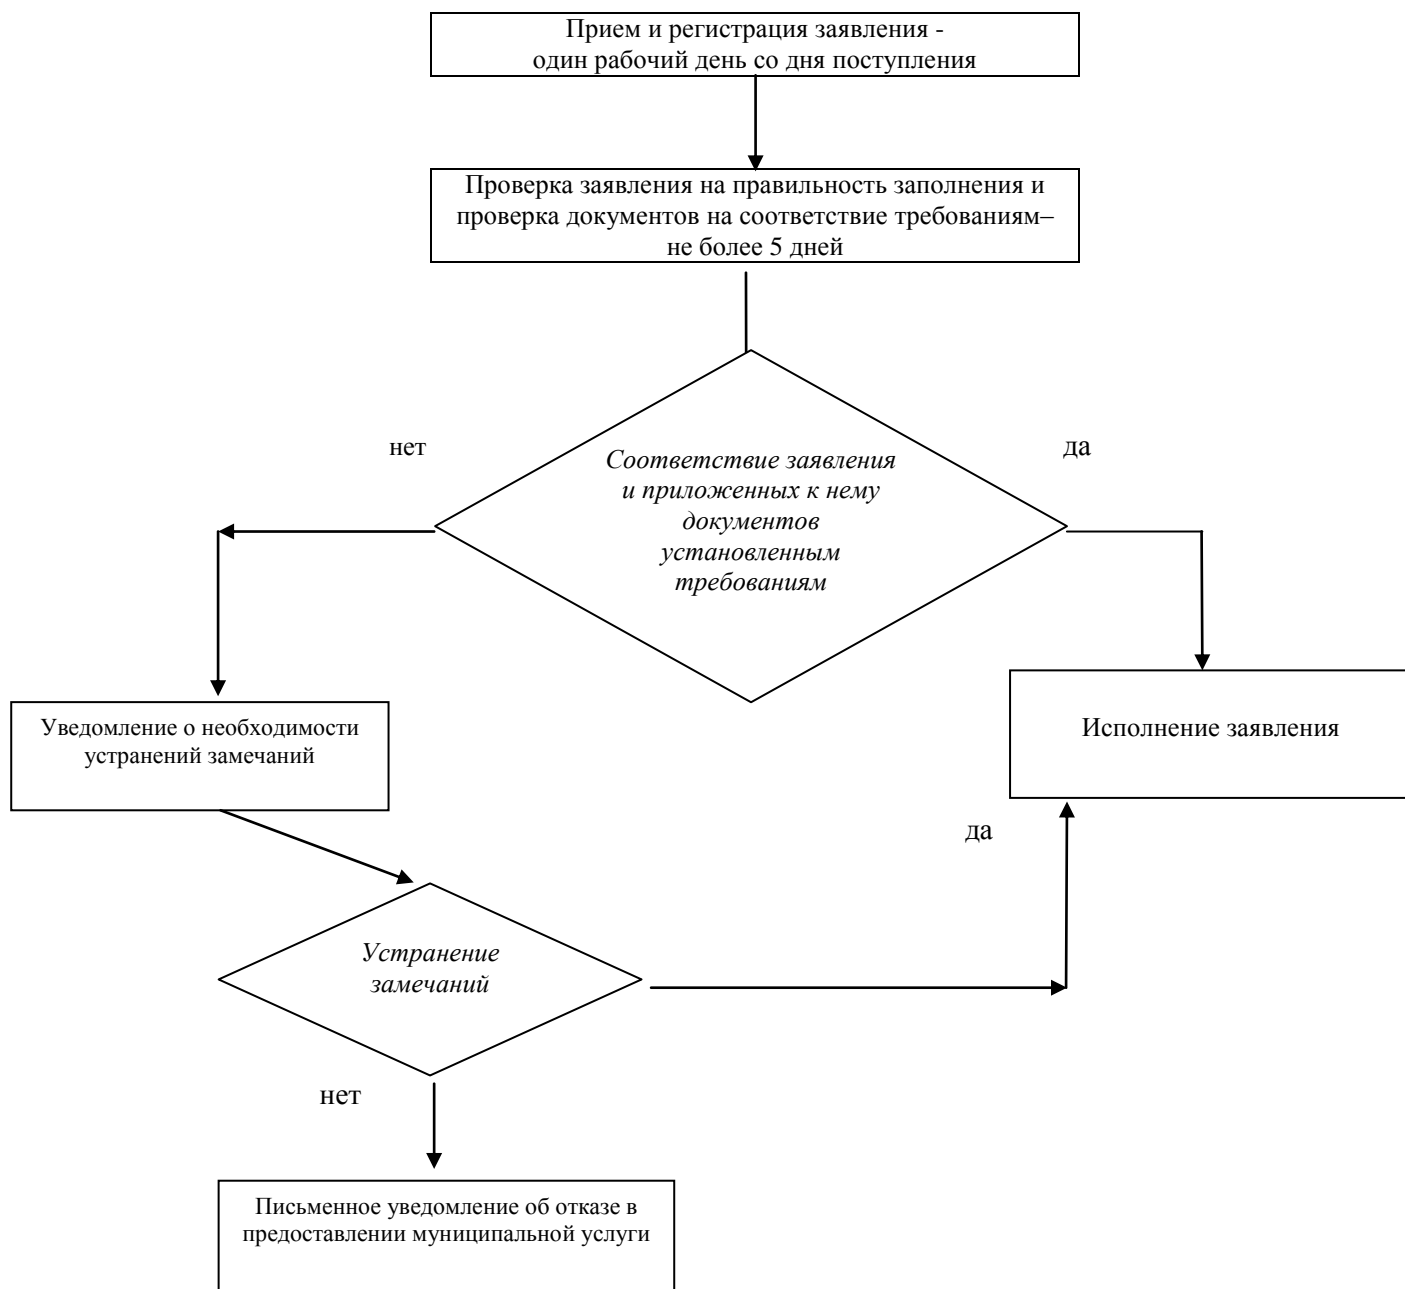 Прием и регистрация заявления -
один рабочий день со дня поступления
Проверка заявления на правильность заполнения и
проверка документов на соответствие требованиям–
не более 5 дней
нет
да
Соответствие заявления
и приложенных к нему
документов
установленным
требованиям
Уведомление о необходимости
устранений замечаний
Исполнение заявления
да
Устранение
замечаний
нет
Письменное уведомление об отказе в
предоставлении муниципальной услуги